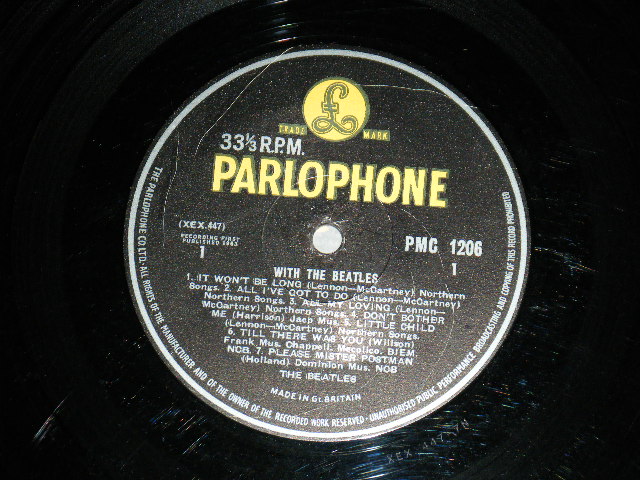 £
TRADE MARK
33⅓ R.P.M.
PARLOPHONE
(XEX.447)
RECORDING FIRST
PUBLISHED 1963
1
PMC 1206
1
WITH THE BEATLES
1. IT WON'T BE LONG (Lennon—McCartney) Northern
Songs. 2. ALL I'VE GOT TO DO (Lennon—McCartney)
Northern Songs. 3. ALL MY LOVING (Lennon—
McCartney) Northern Songs. 4. DON'T BOTHER
ME (Harrison) Jaep Mus. 5. LITTLE CHILD
(Lennon—McCartney) Northern Songs.
6. TILL THERE WAS YOU (Willson)
Frank Mus. Chappell. Mecolico. BIEM.
NCB. 7. PLEASE MISTER POSTMAN
(Holland) Dominion Mus. NCB
THE BEATLES
MADE IN GT. BRITAIN
THE PARLOPHONE CO LTD· ALL RIGHTS OF THE MANUFACTURER AND OF THE OWNER OF THE RECORDED WORK RESERVED· UNAUTHORISED PUBLIC PERFORMANCE BROADCASTING AND COPYING OF THIS RECORD PROHIBITED